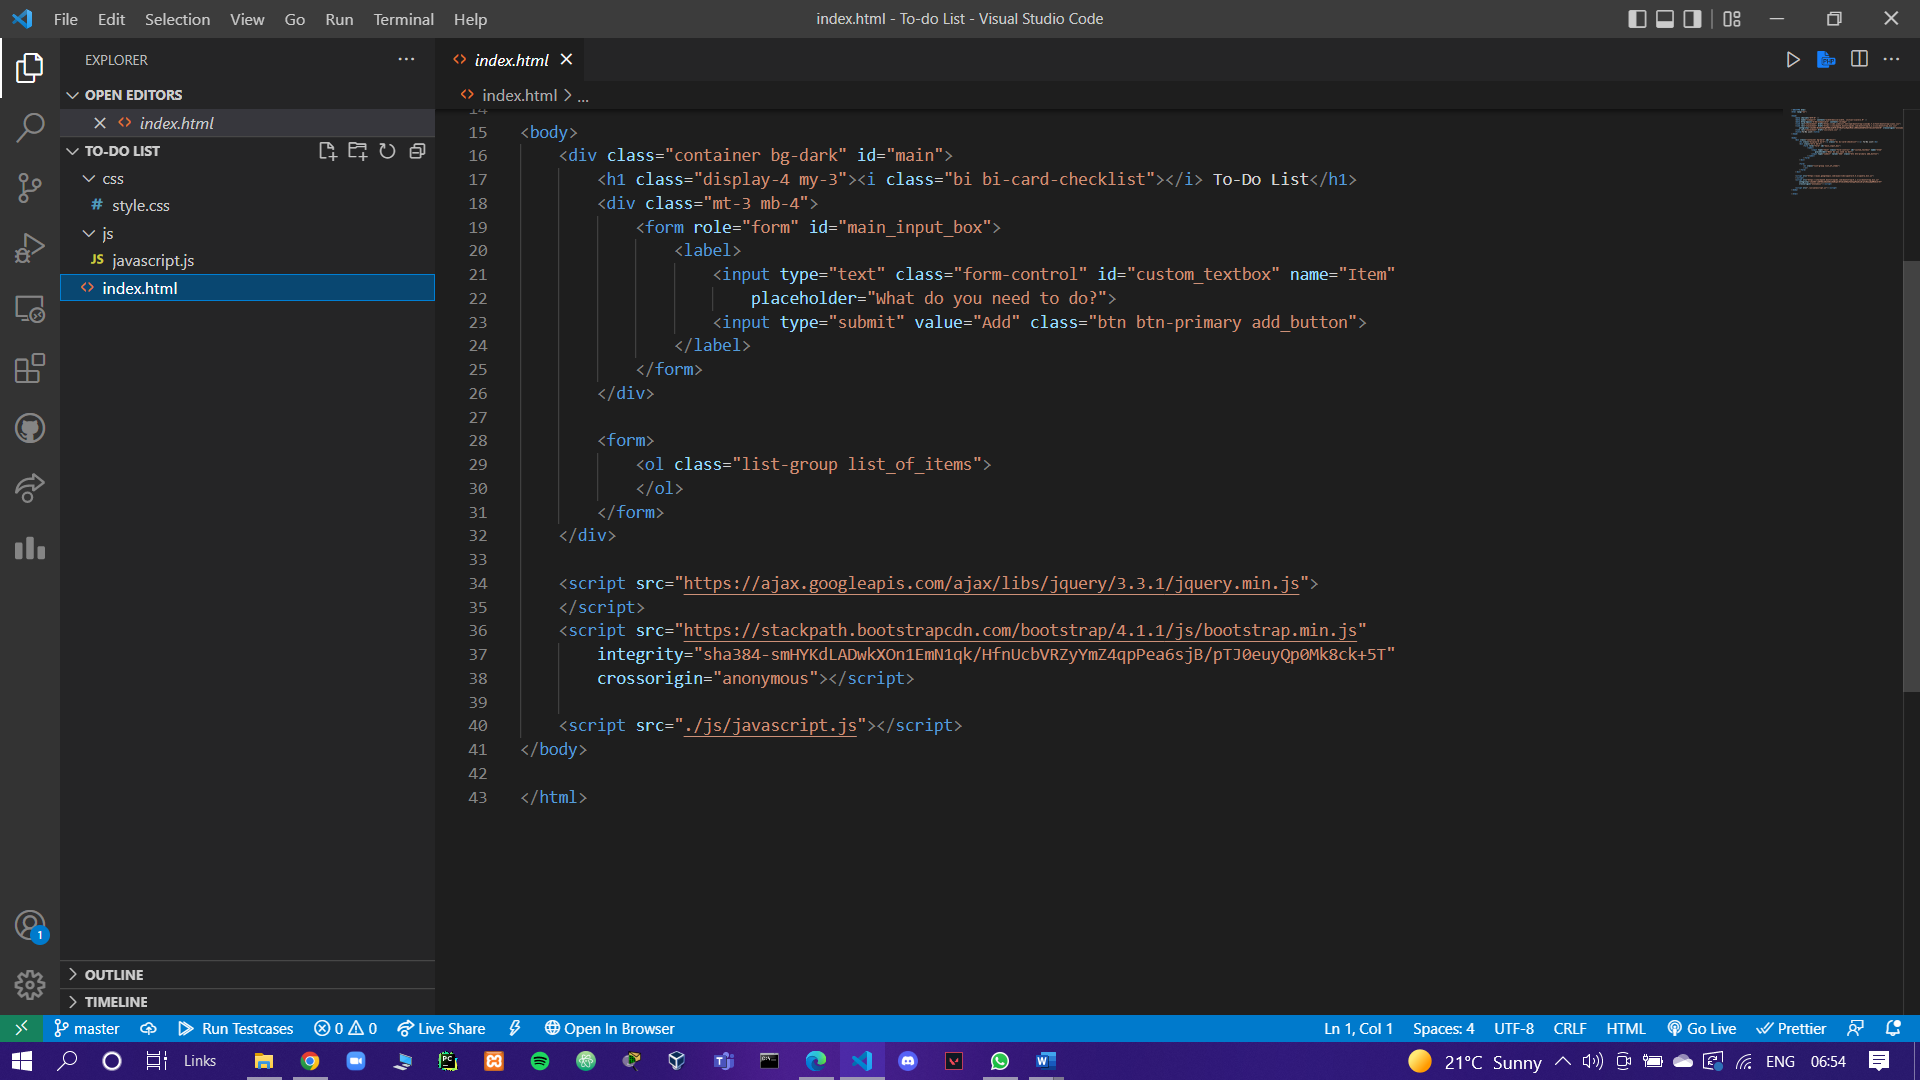 File Edit Selection View Go Run Terminal Help
index.html - To-do List - Visual Studio Code
EXPLORER
OPEN EDITORS
index.html
TO-DO LIST
css
# style.css
js
JS javascript.js
index.html
OUTLINE
TIMELINE
index.html
index.html > ...
14
15 <body>
16 <div class="container bg-dark" id="main">
17 <h1 class="display-4 my-3"><i class="bi bi-card-checklist"></i> To-Do List</h1>
18 <div class="mt-3 mb-4">
19 <form role="form" id="main_input_box">
20 <label>
21 <input type="text" class="form-control" id="custom_textbox" name="Item"
22 placeholder="What do you need to do?">
23 <input type="submit" value="Add" class="btn btn-primary add_button">
24 </label>
25 </form>
26 </div>
27
28 <form>
29 <ol class="list-group list_of_items">
30 </ol>
31 </form>
32 </div>
33
34 <script src="https://ajax.googleapis.com/ajax/libs/jquery/3.3.1/jquery.min.js">
35 </script>
36 <script src="https://stackpath.bootstrapcdn.com/bootstrap/4.1.1/js/bootstrap.min.js"
37 integrity="sha384-smHYKdLADwkXOn1EmN1qk/HfnUcbVRZyYmZ4qpPea6sjB/pTJ0euyQp0Mk8ck+5T"
38 crossorigin="anonymous"></script>
39
40 <script src="./js/javascript.js"></script>
41 </body>
42
43 </html>
1
master Run Testcases 0 0 Live Share Open In Browser Ln 1, Col 1 Spaces: 4 UTF-8 CRLF HTML Go Live Prettier
Links 21°C Sunny ENG 06:54